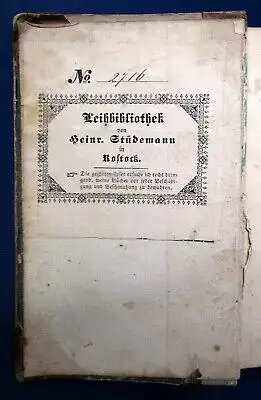 No. 2716
Leihbibliothek
von
Heinr. Stüdemann
in
Rostock.
☞ Die geehrten Leser ersuche ich recht drin-
gend, meine Bücher vor jeder Beschädi-
gung und Beschmutzung zu bewahren.